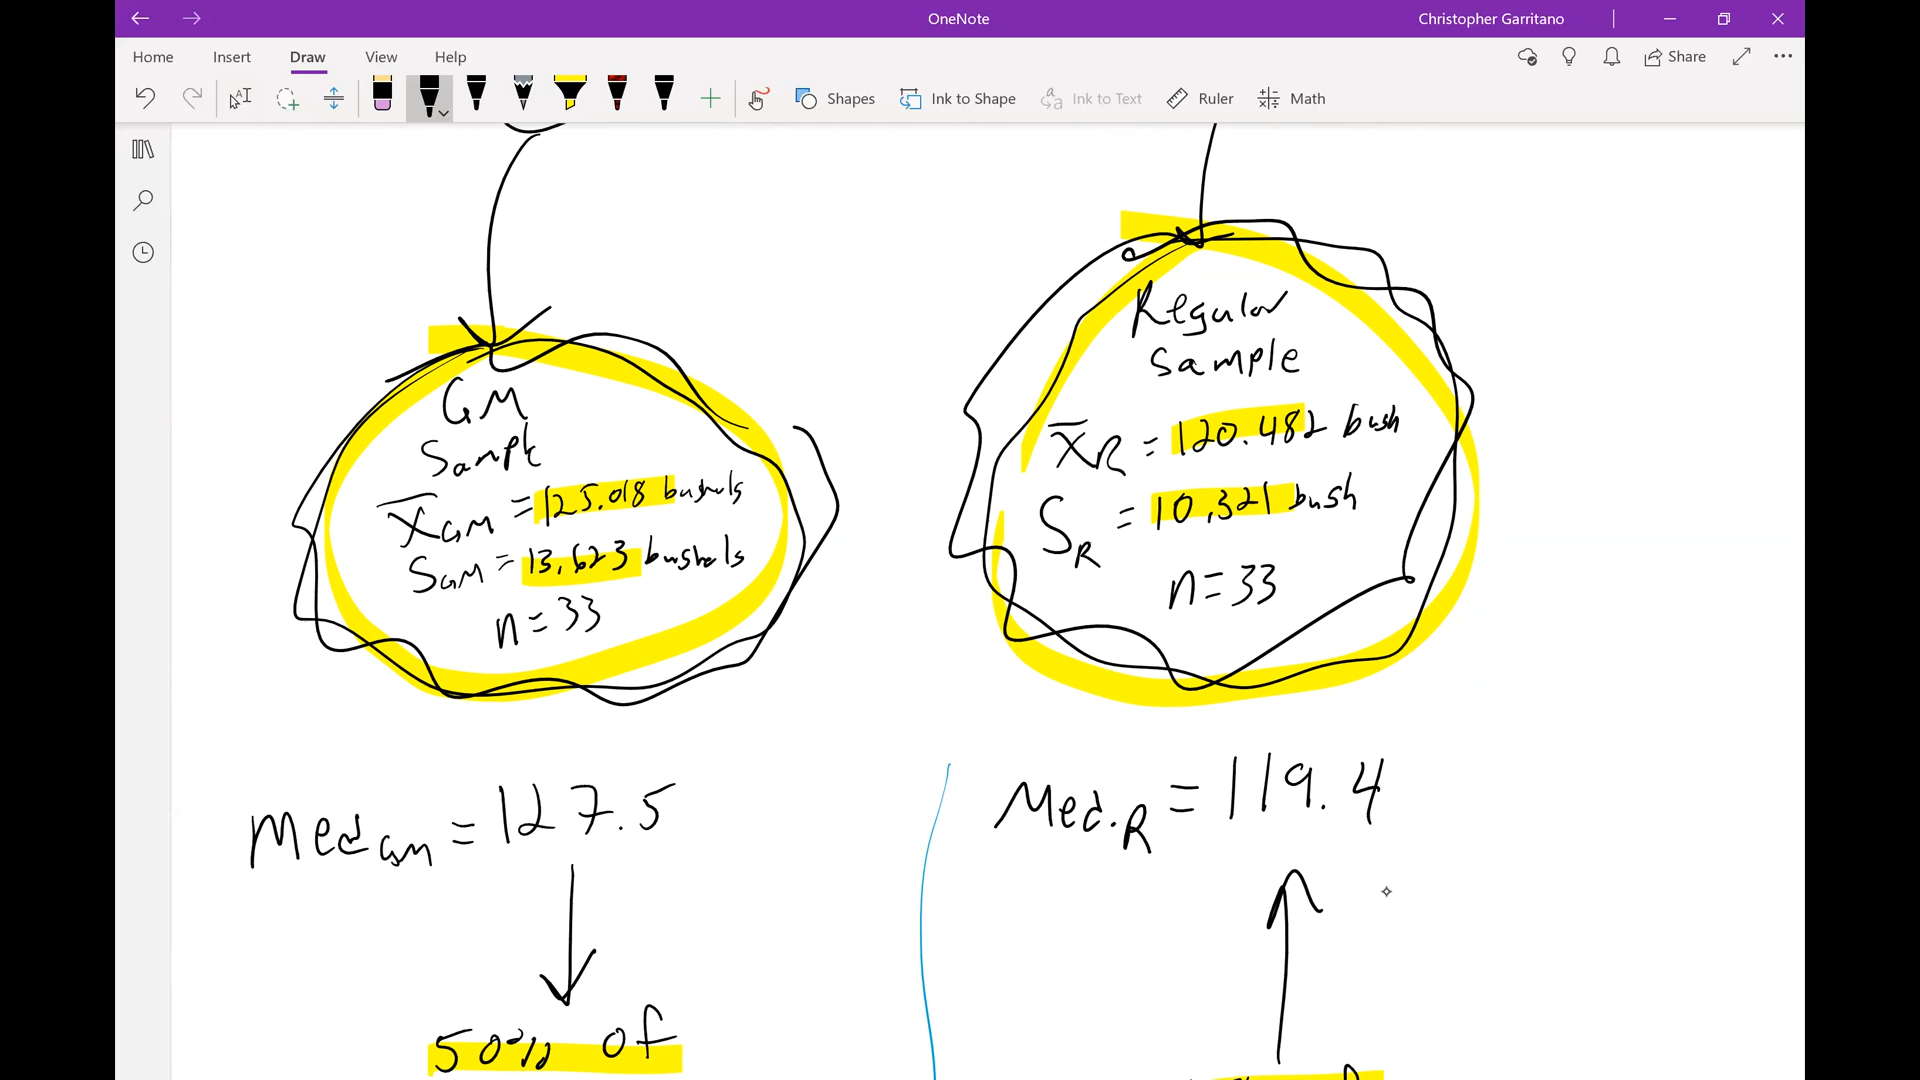 OneNote
Christopher Garritano
Home Insert Draw View Help
Share
Shapes Ink to Shape Ink to Text Ruler Math
GM
Sample
x̄GM = 125.018 bushels
SGM = 13.623 bushels
n = 33
Regular
Sample
x̄R = 120.482 bush
SR = 10.321 bush
n = 33
MedGM = 127.5
50% of
Med.R = 119.4